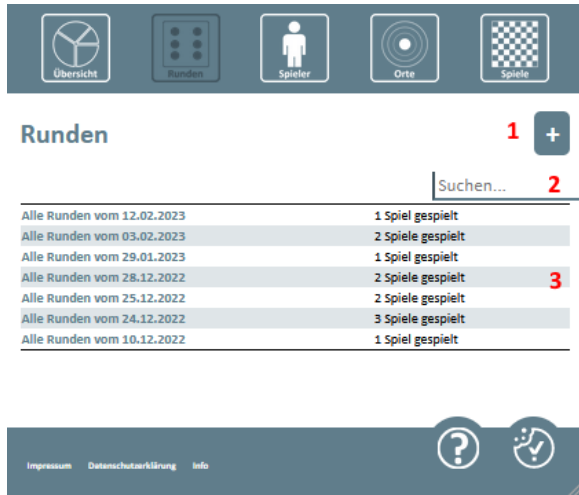 Übersicht Runden Spieler Orte Spiele
Runden 1 +
Suchen... 2
Alle Runden vom 12.02.2023 1 Spiel gespielt
Alle Runden vom 03.02.2023 2 Spiele gespielt
Alle Runden vom 29.01.2023 1 Spiel gespielt
Alle Runden vom 28.12.2022 2 Spiele gespielt 3
Alle Runden vom 25.12.2022 2 Spiele gespielt
Alle Runden vom 24.12.2022 3 Spiele gespielt
Alle Runden vom 10.12.2022 1 Spiel gespielt
?
Impressum Datenschutzerklärung Info